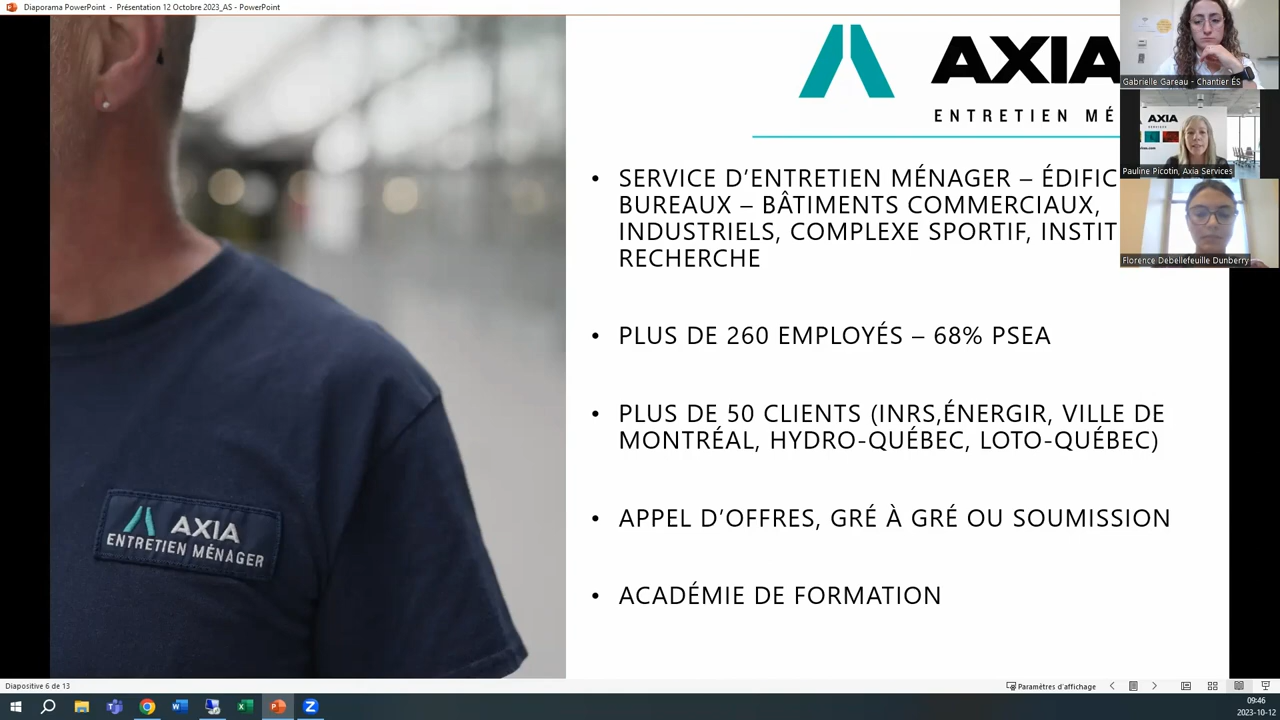 Diaporama PowerPoint - Présentation 12 Octobre 2023_AS - PowerPoint
AXIA
ENTRETIEN MÉ
• SERVICE D’ENTRETIEN MÉNAGER – ÉDIFIC
BUREAUX – BÂTIMENTS COMMERCIAUX,
INDUSTRIELS, COMPLEXE SPORTIF, INSTIT
RECHERCHE
• PLUS DE 260 EMPLOYÉS – 68% PSEA
• PLUS DE 50 CLIENTS (INRS,ÉNERGIR, VILLE DE
MONTRÉAL, HYDRO-QUÉBEC, LOTO-QUÉBEC)
• APPEL D’OFFRES, GRÉ À GRÉ OU SOUMISSION
• ACADÉMIE DE FORMATION
AXIA
ENTRETIEN MÉNAGER
Gabrielle Gareau - Chantier ÉS
AXIA
SERVICES
Pauline Picotin, Axia Services
Florence Debellefeuille Dunberry
Diapositive 6 de 13
Paramètres d'affichage
09:46
2023-10-12